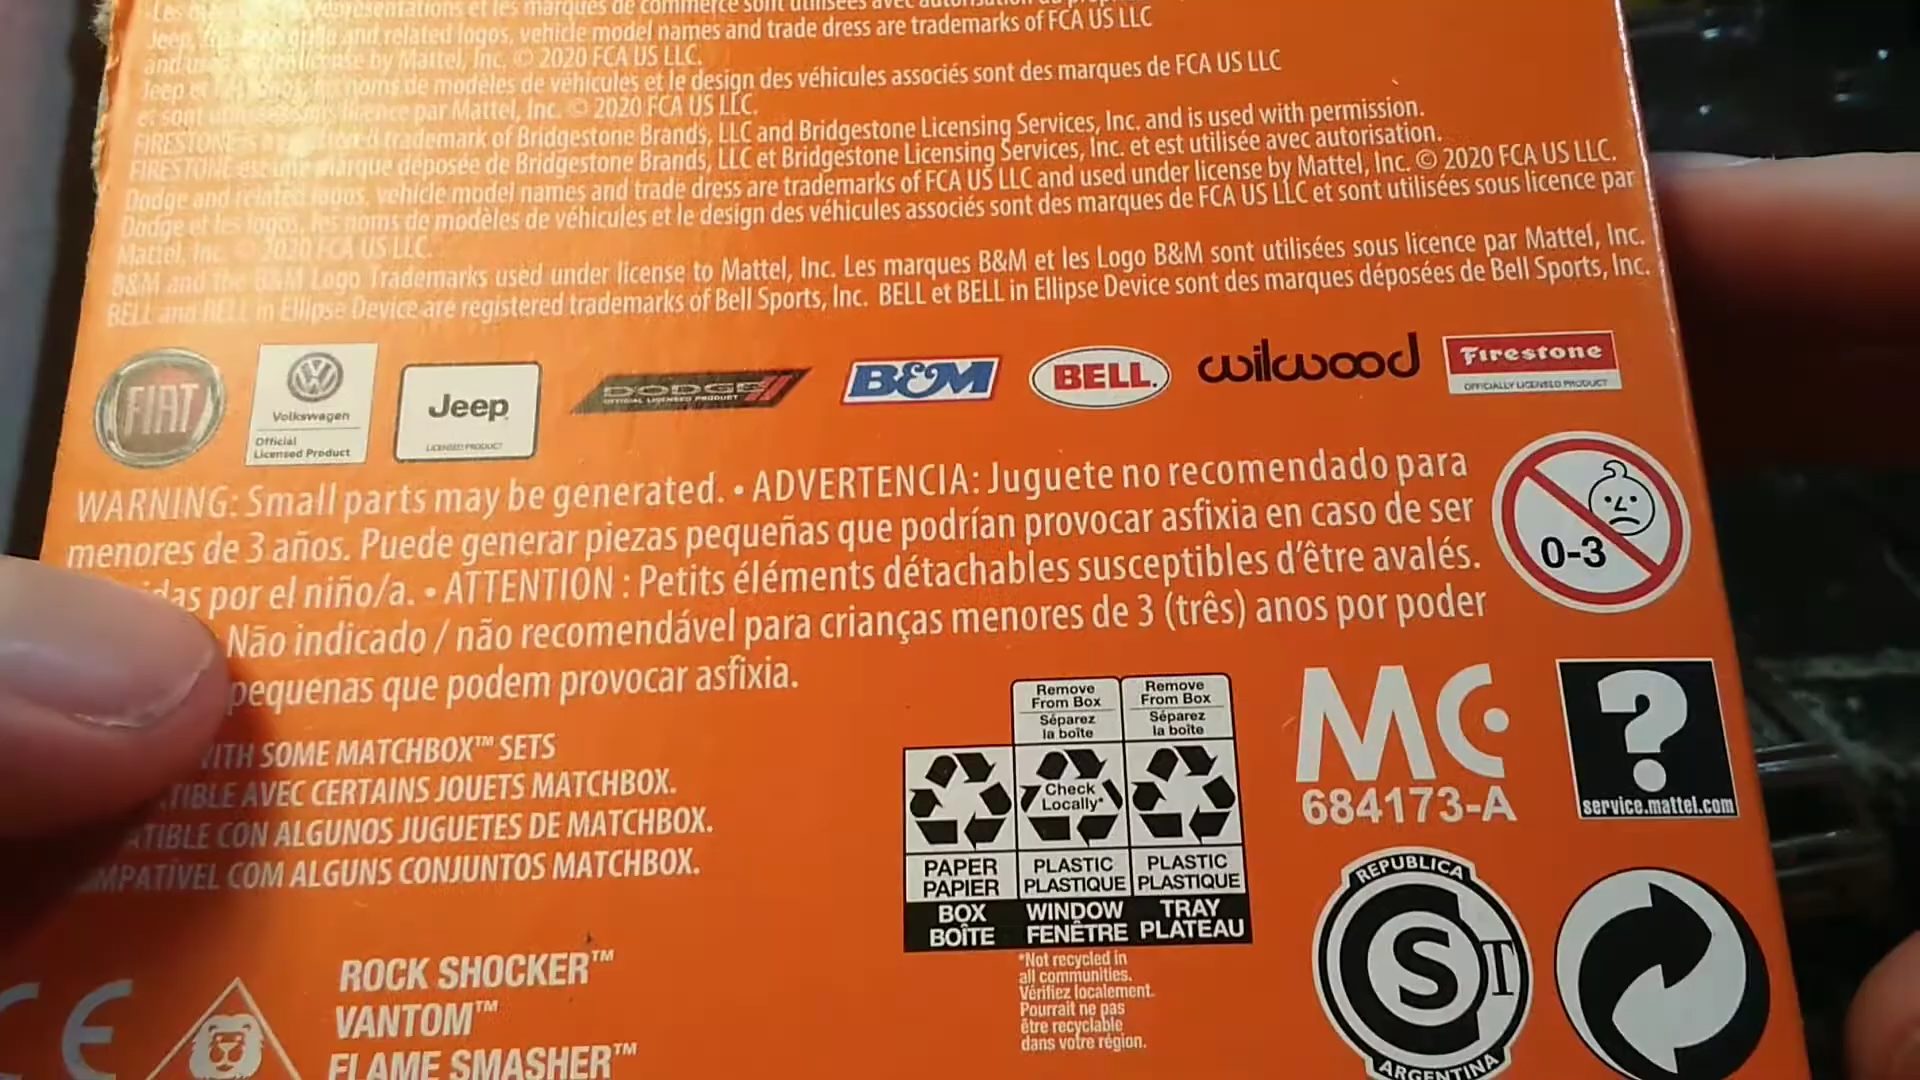 représentations et les marques de commerce sont utilisées avec
Jeep, and related logos, vehicle model names and trade dress are trademarks of FCA US LLC
and used license by Mattel, Inc. © 2020 FCA US LLC.
Jeep et noms de modèles de véhicules et le design des véhicules associés sont des marques de FCA US LLC
et sont licence par Mattel, Inc. © 2020 FCA US LLC.
FIRESTONE trademark of Bridgestone Brands, LLC and Bridgestone Licensing Services, Inc. and is used with permission.
FIRESTONE est une marque déposée de Bridgestone Brands, LLC et Bridgestone Licensing Services, Inc. et est utilisée avec autorisation.
Dodge and related logos, vehicle model names and trade dress are trademarks of FCA US LLC and used under license by Mattel, Inc. © 2020 FCA US LLC.
Dodge et les logos, les noms de modèles de véhicules et le design des véhicules associés sont des marques de FCA US LLC et sont utilisées sous licence par
Mattel, Inc. © 2020 FCA US LLC.
B&M and the B&M Logo Trademarks used under license to Mattel, Inc. Les marques B&M et les Logo B&M sont utilisées sous licence par Mattel, Inc.
BELL and BELL in Ellipse Device are registered trademarks of Bell Sports, Inc. BELL et BELL in Ellipse Device sont des marques déposées de Bell Sports, Inc.
FIAT
Volkswagen
Official
Licensed Product
Jeep
LICENSED PRODUCT
DODGE
OFFICIAL LICENSED PRODUCT
B&M
BELL.
wilwood
Firestone
OFFICIALLY LICENSED PRODUCT
WARNING: Small parts may be generated. • ADVERTENCIA: Juguete no recomendado para
menores de 3 años. Puede generar piezas pequeñas que podrían provocar asfixia en caso de ser
por el niño/a. • ATTENTION : Petits éléments détachables susceptibles d'être avalés.
Não indicado / não recomendável para crianças menores de 3 (três) anos por poder
pequenas que podem provocar asfixia.
0-3
WITH SOME MATCHBOX™ SETS
AVEC CERTAINS JOUETS MATCHBOX.
CON ALGUNOS JUGUETES DE MATCHBOX.
COM ALGUNS CONJUNTOS MATCHBOX.
Remove
From Box
Séparez
la boîte
Remove
From Box
Séparez
la boîte
Check
Locally*
PAPER
PAPIER
PLASTIC
PLASTIQUE
PLASTIC
PLASTIQUE
BOX
BOÎTE
WINDOW
FENÊTRE
TRAY
PLATEAU
*Not recycled in
all communities.
Vérifiez localement.
Pourrait ne pas
être recyclable
dans votre région.
MC
684173-A
?
service.mattel.com
REPUBLICA
S
T
ARGENTINA
CE
ROCK SHOCKER™
VANTOM™
FLAME SMASHER™